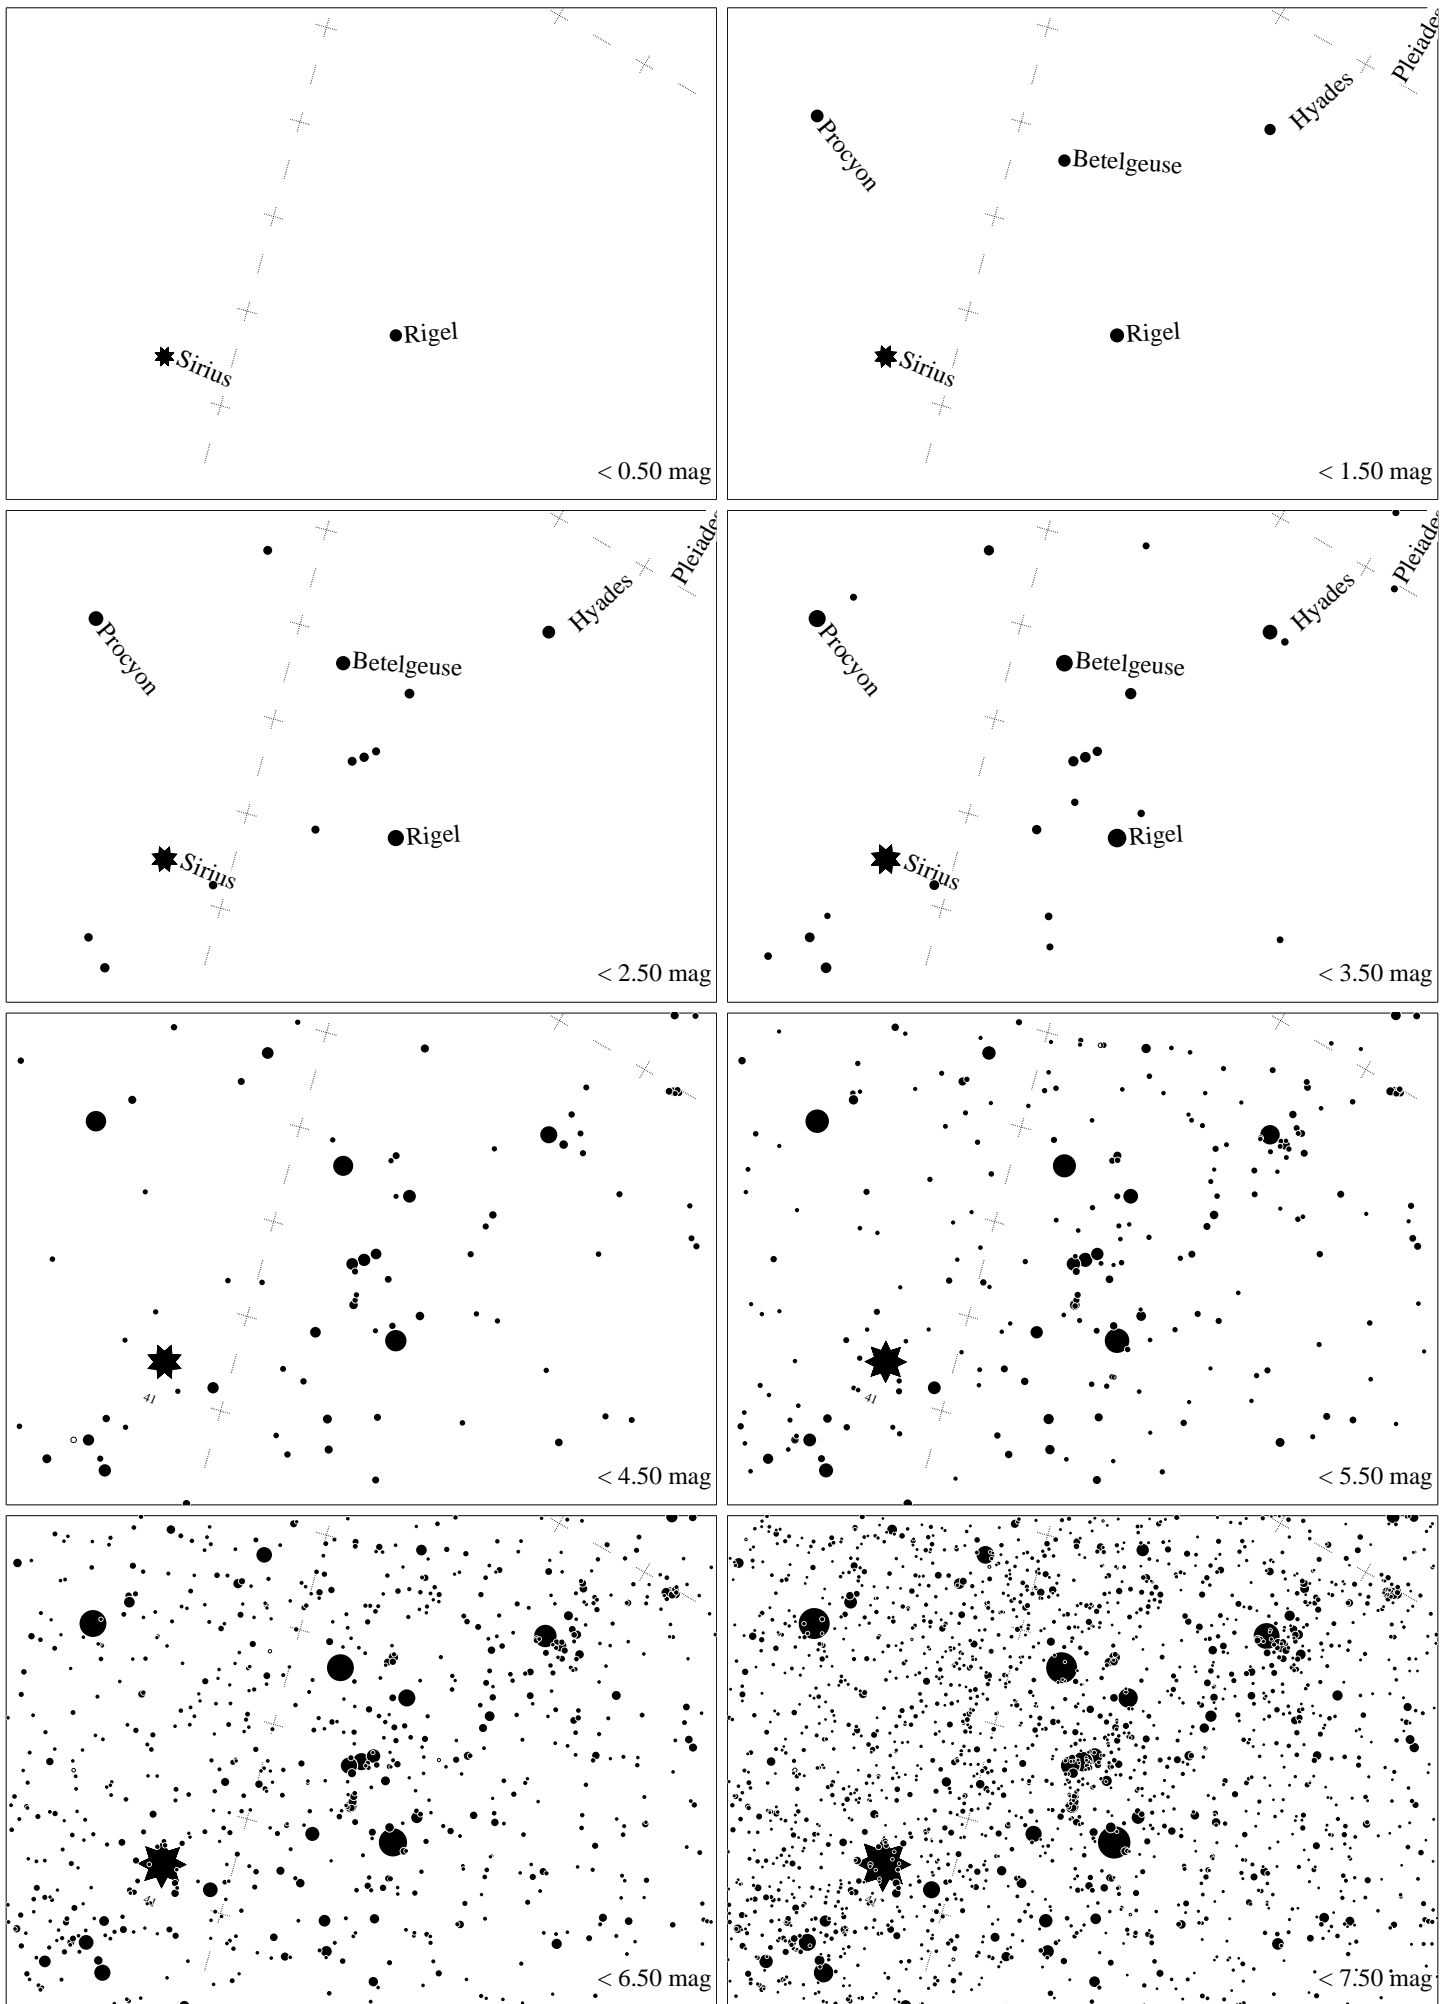 Rigel
Sirius
< 0.50 mag
Pleiade
Hyades
Procyon
Betelgeuse
Rigel
Sirius
< 1.50 mag
Pleiade
Hyades
Procyon
Betelgeuse
Rigel
Sirius
< 2.50 mag
Pleiades
Hyades
Procyon
Betelgeuse
Rigel
Sirius
< 3.50 mag
41
< 4.50 mag
41
< 5.50 mag
41
< 6.50 mag
< 7.50 mag